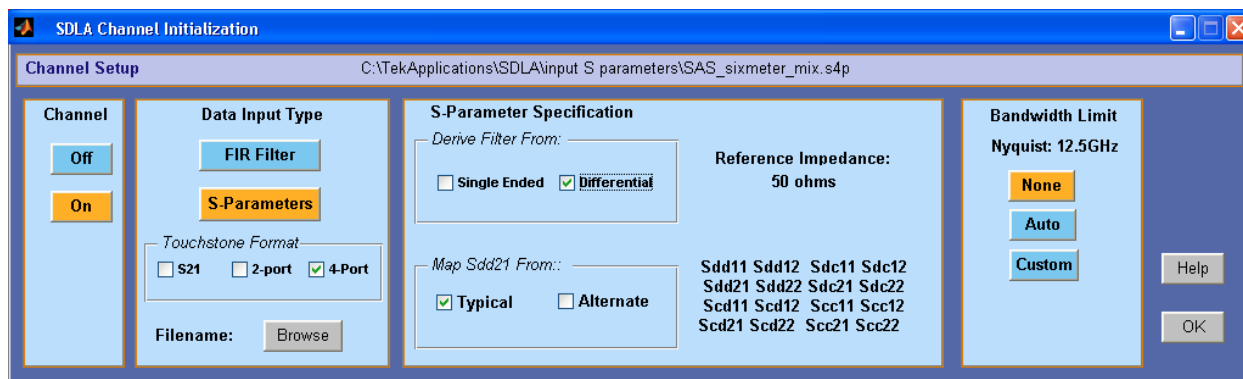 SDLA Channel Initialization
Channel Setup
C:\TekApplications\SDLA\input S parameters\SAS_sixmeter_mix.s4p
Channel
Off
On
Data Input Type
FIR Filter
S-Parameters
Touchstone Format
S21 2-port 4-Port
Filename: Browse
S-Parameter Specification
Derive Filter From:
Single Ended Differential
Reference Impedance:
50 ohms
Map Sdd21 From::
Typical Alternate
Sdd11 Sdd12 Sdc11 Sdc12
Sdd21 Sdd22 Sdc21 Sdc22
Scd11 Scd12 Scc11 Scc12
Scd21 Scd22 Scc21 Scc22
Bandwidth Limit
Nyquist: 12.5GHz
None
Auto
Custom
Help
OK